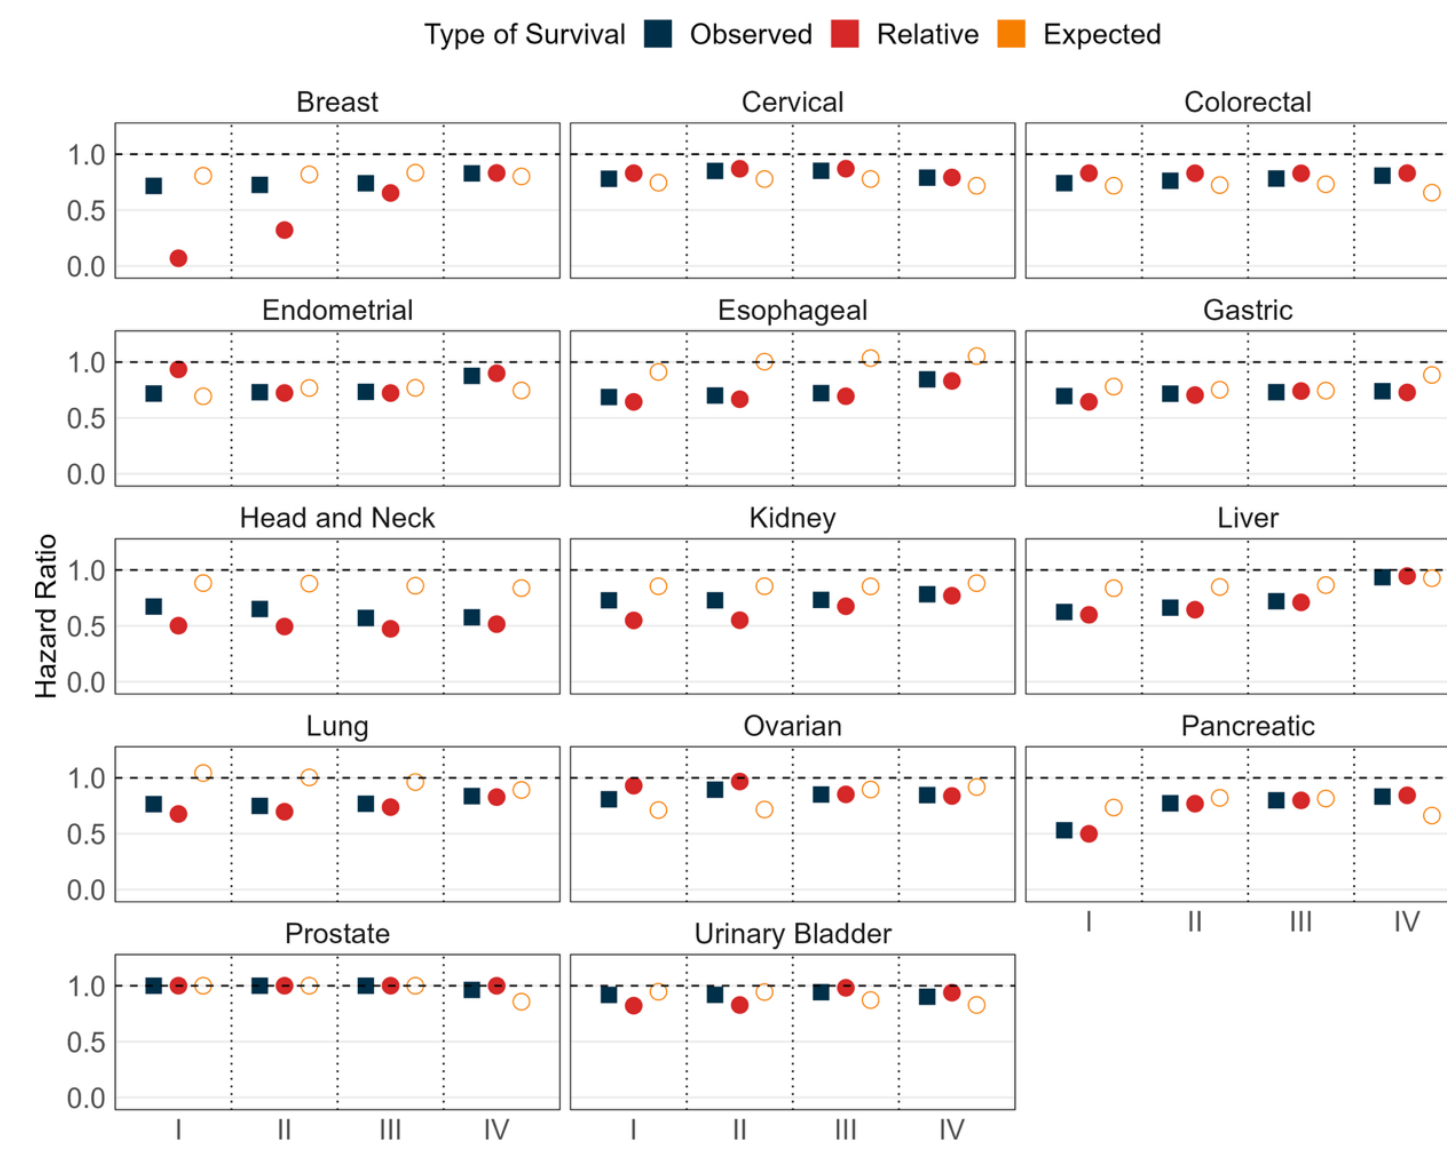 Type of Survival Observed Relative Expected
Breast Cervical Colorectal
1.0
0.5
0.0
Endometrial Esophageal Gastric
1.0
0.5
0.0
Head and Neck Kidney Liver
1.0
0.5
0.0
Hazard Ratio
Lung Ovarian Pancreatic
1.0
0.5
0.0
I II III IV
Prostate Urinary Bladder
1.0
0.5
0.0
I II III IV I II III IV